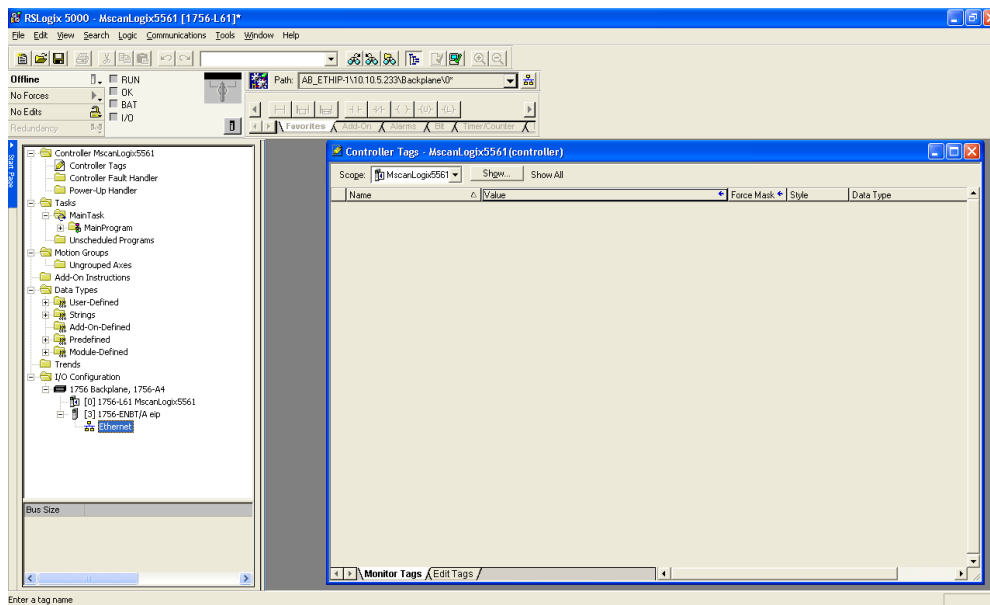 RSLogix 5000 - MscanLogix5561 [1756-L61]*
File Edit View Search Logic Communications Tools Window Help
Offline
RUN
Path: AB_ETHIP-1\10.10.5.233\Backplane\0*
No Forces
OK
No Edits
BAT
I/O
Redundancy
Favorites Add-On Alarms Bit Timer/Counter
Start Page
Controller MscanLogix5561
Controller Tags
Controller Fault Handler
Power-Up Handler
Tasks
MainTask
MainProgram
Unscheduled Programs
Motion Groups
Ungrouped Axes
Add-On Instructions
Data Types
User-Defined
Strings
Add-On-Defined
Predefined
Module-Defined
Trends
I/O Configuration
1756 Backplane, 1756-A4
[0] 1756-L61 MscanLogix5561
[3] 1756-ENBT/A eip
Ethernet
Bus Size
Controller Tags - MscanLogix5561(controller)
Scope: MscanLogix5561 Show... Show All
Name Value Force Mask Style Data Type
Monitor Tags Edit Tags
Enter a tag name